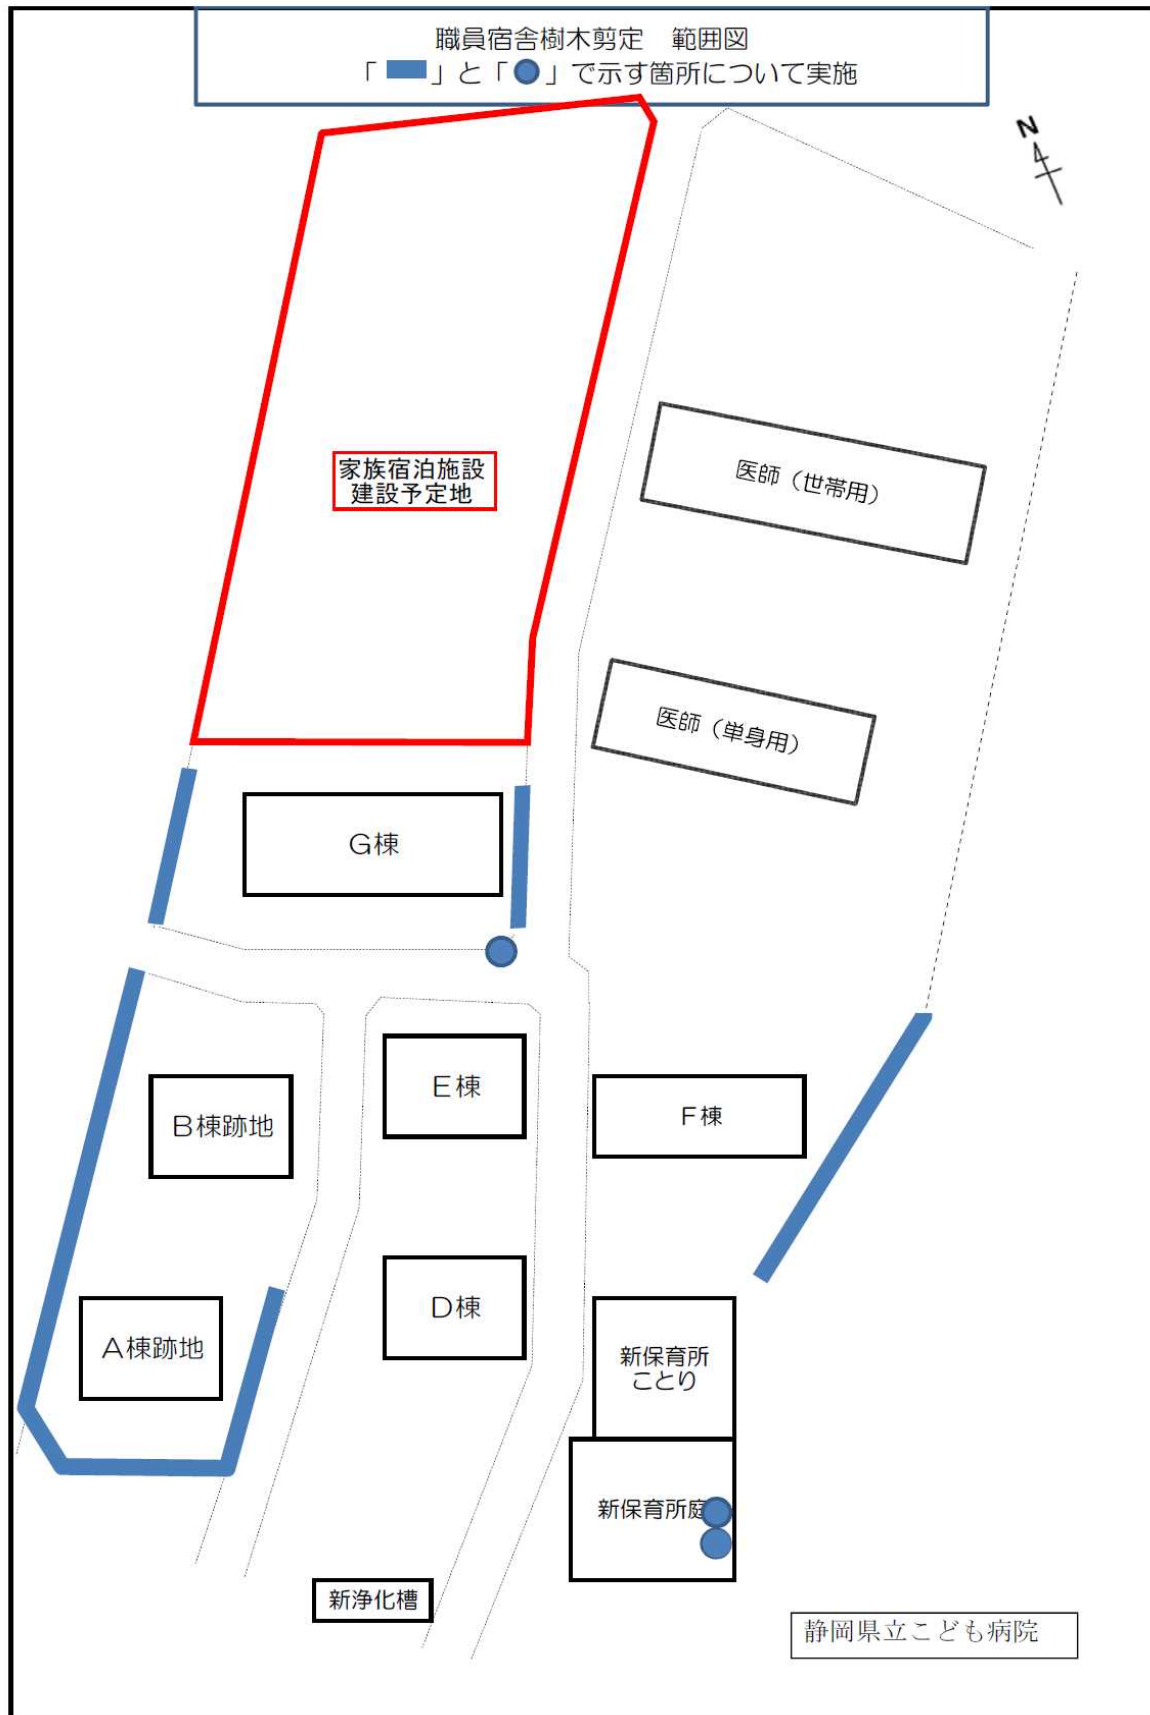 職員宿舎樹木剪定　範囲図
「 」と「 」で示す箇所について実施
N
家族宿泊施設
建設予定地
医師（世帯用）
医師（単身用）
G棟
E棟
B棟跡地
F棟
D棟
A棟跡地
新保育所
ことり
新保育所庭
新浄化槽
静岡県立こども病院